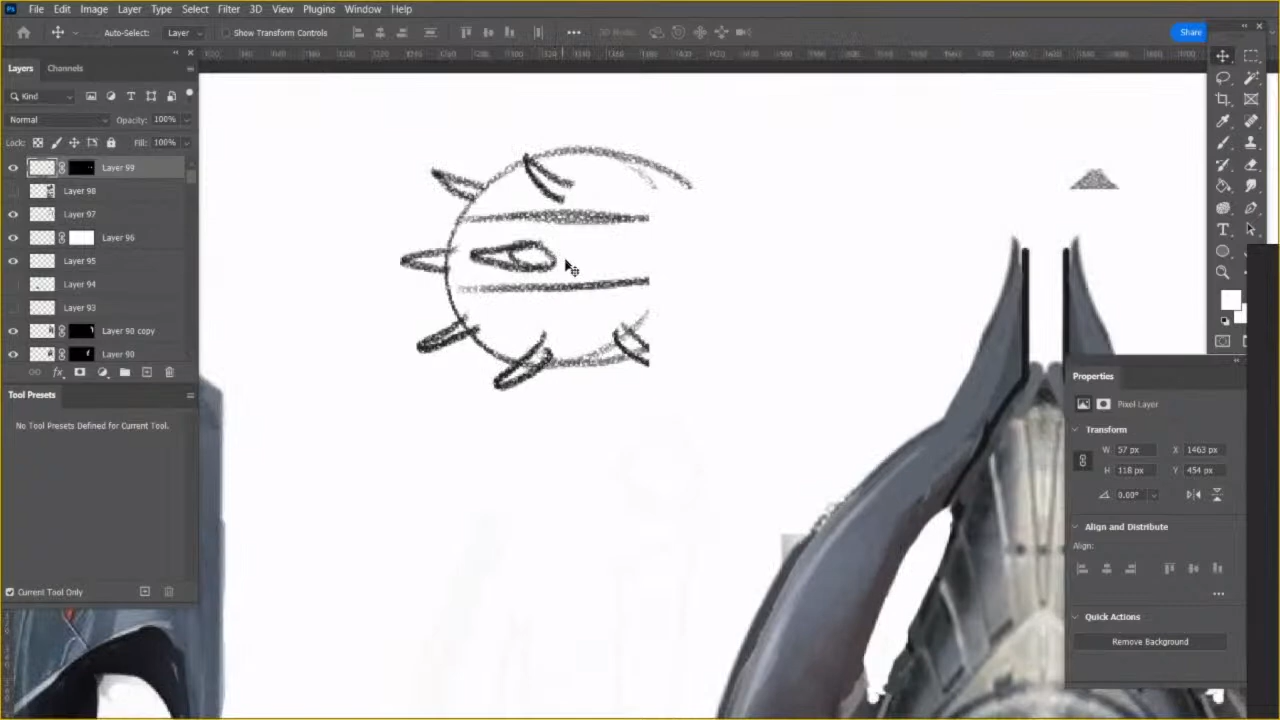 Ps File Edit Image Layer Type Select Filter 3D View Plugins Window Help
Auto-Select: Layer Show Transform Controls Share
Layers Channels
Kind
Normal Opacity: 100%
Lock: Fill: 100%
Layer 99
Layer 98
Layer 97
Layer 96
Layer 95
Layer 94
Layer 93
Layer 90 copy
Layer 90
fx
Tool Presets
No Tool Presets Defined for Current Tool.
Current Tool Only
Properties
Pixel Layer
Transform
W 57 px X 1463 px
H 118 px Y 454 px
0.00°
Align and Distribute
Align:
Quick Actions
Remove Background